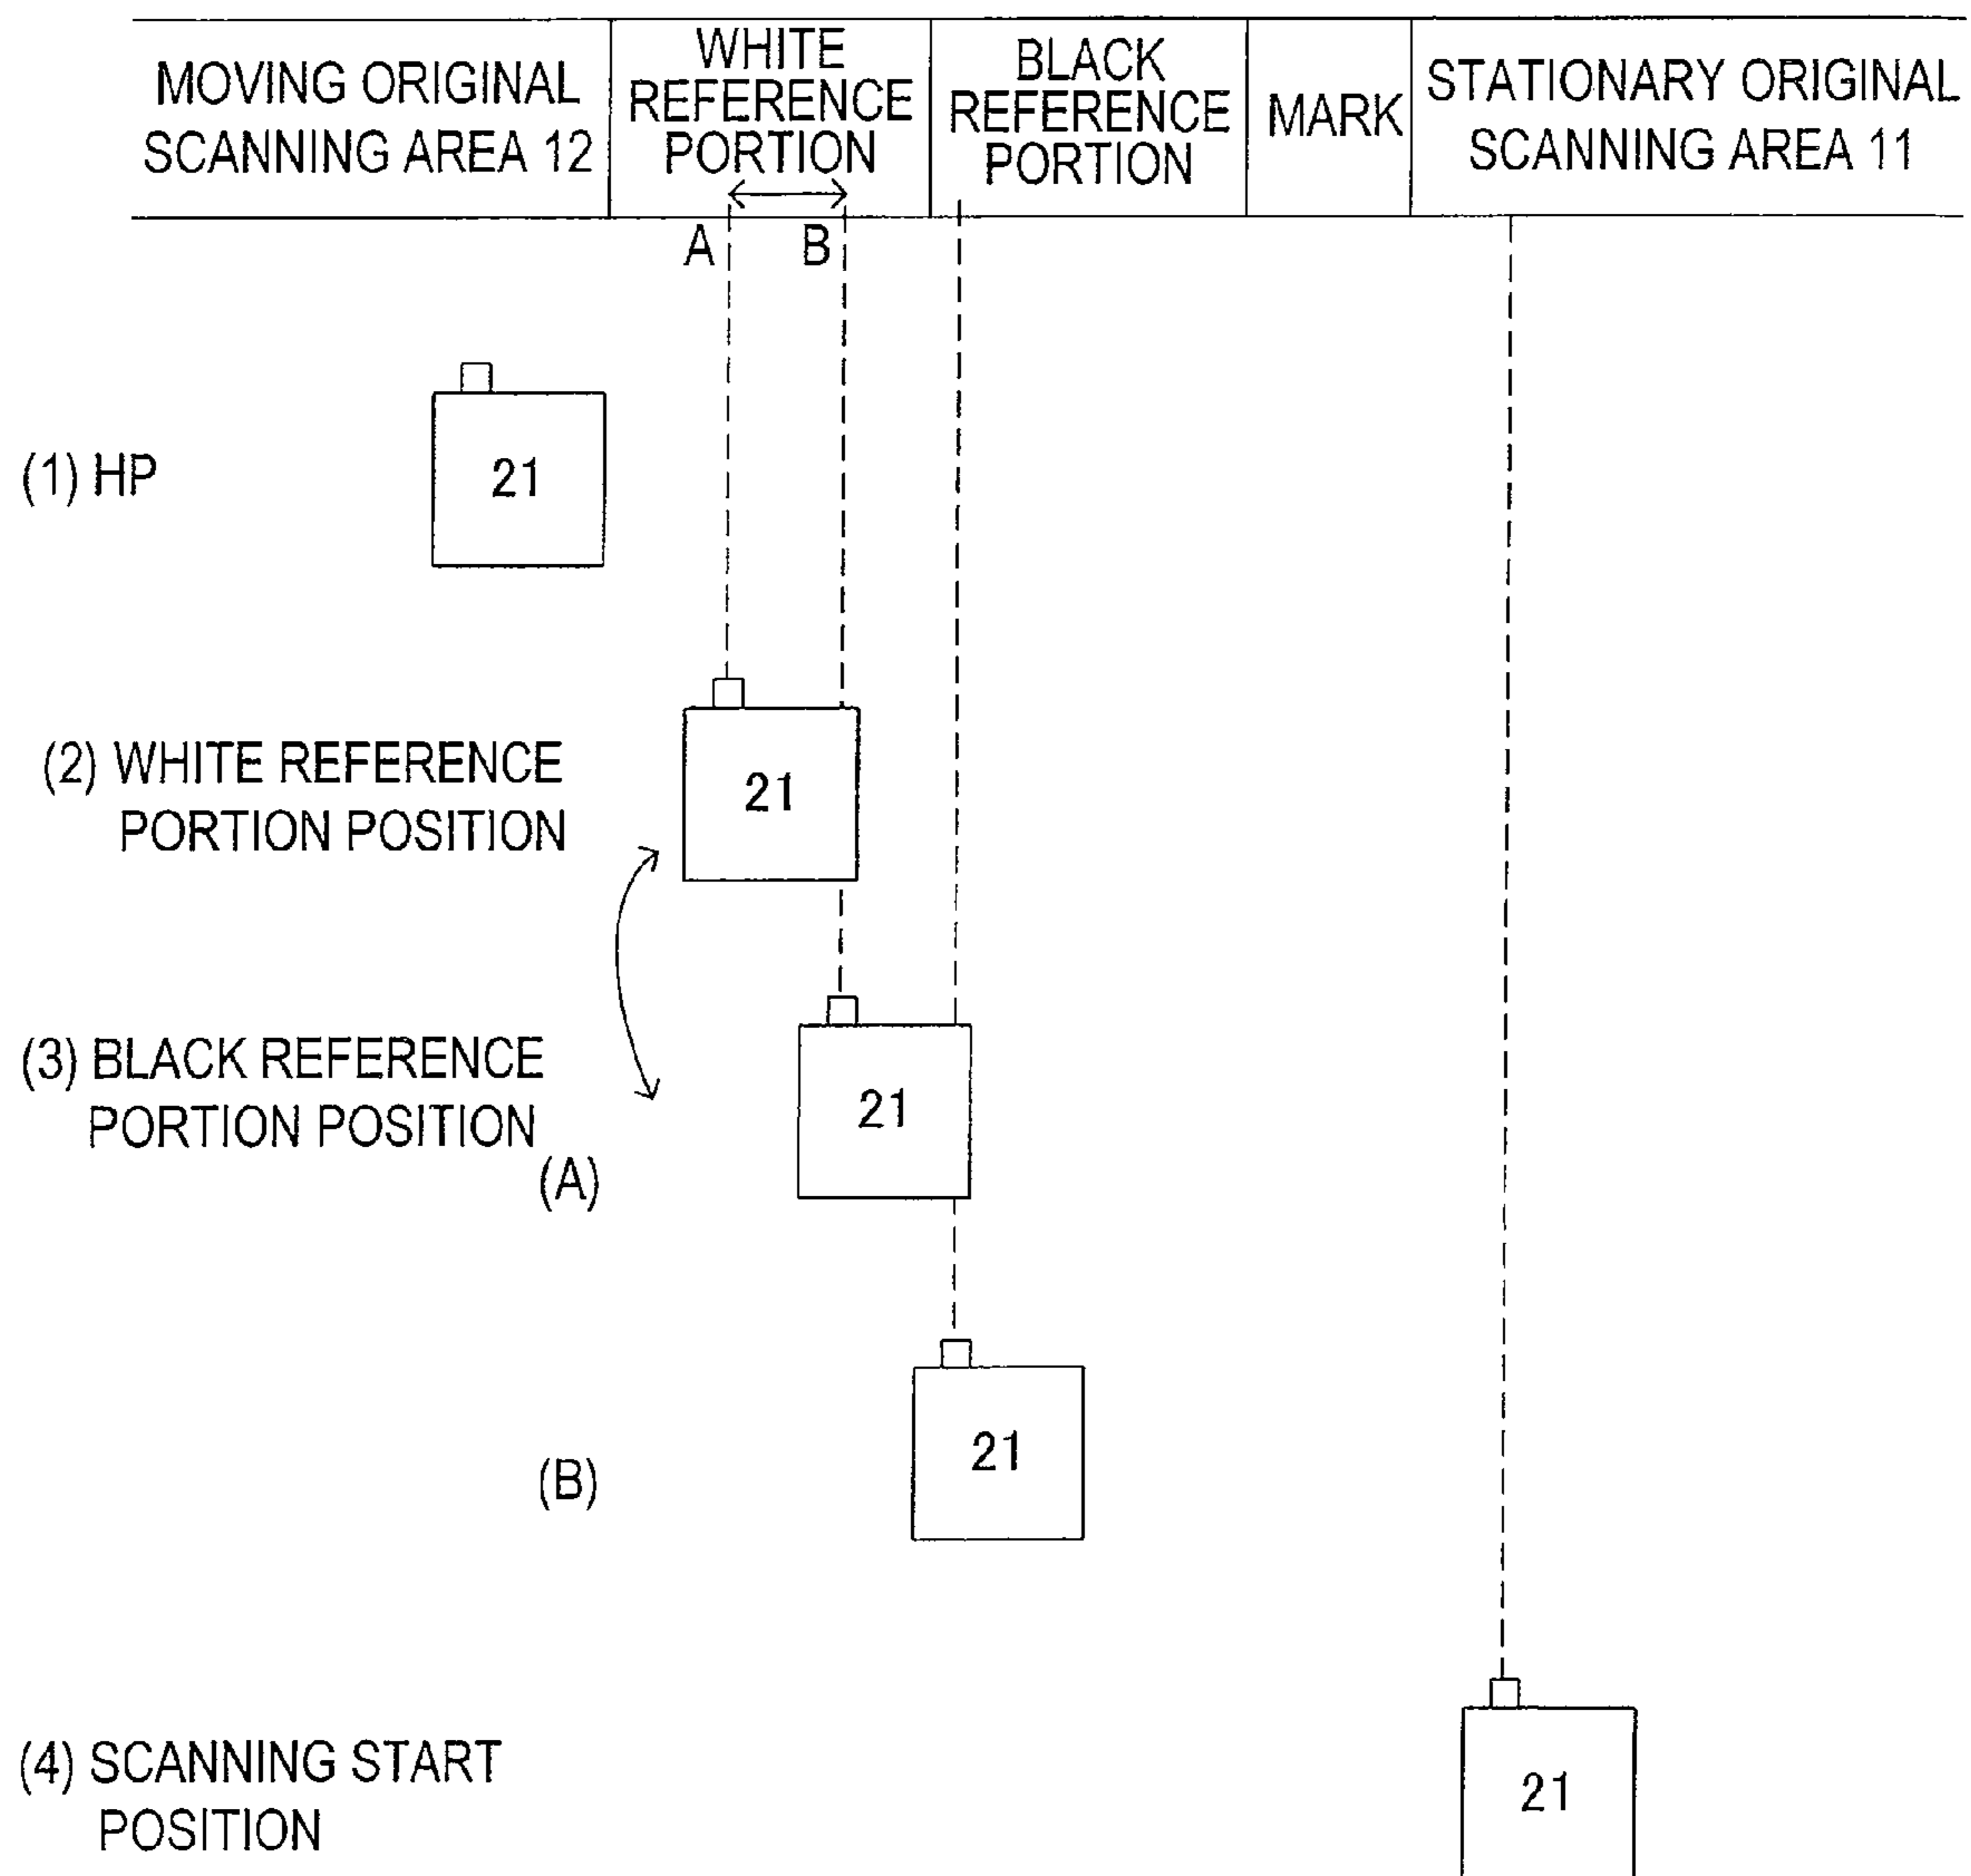 MOVING ORIGINAL
SCANNING AREA 12
WHITE
REFERENCE
PORTION
BLACK
REFERENCE
PORTION
MARK
STATIONARY ORIGINAL
SCANNING AREA 11
A
B
(1) HP
21
(2) WHITE REFERENCE
PORTION POSITION
21
(3) BLACK REFERENCE
PORTION POSITION
(A)
21
(B)
21
(4) SCANNING START
POSITION
21